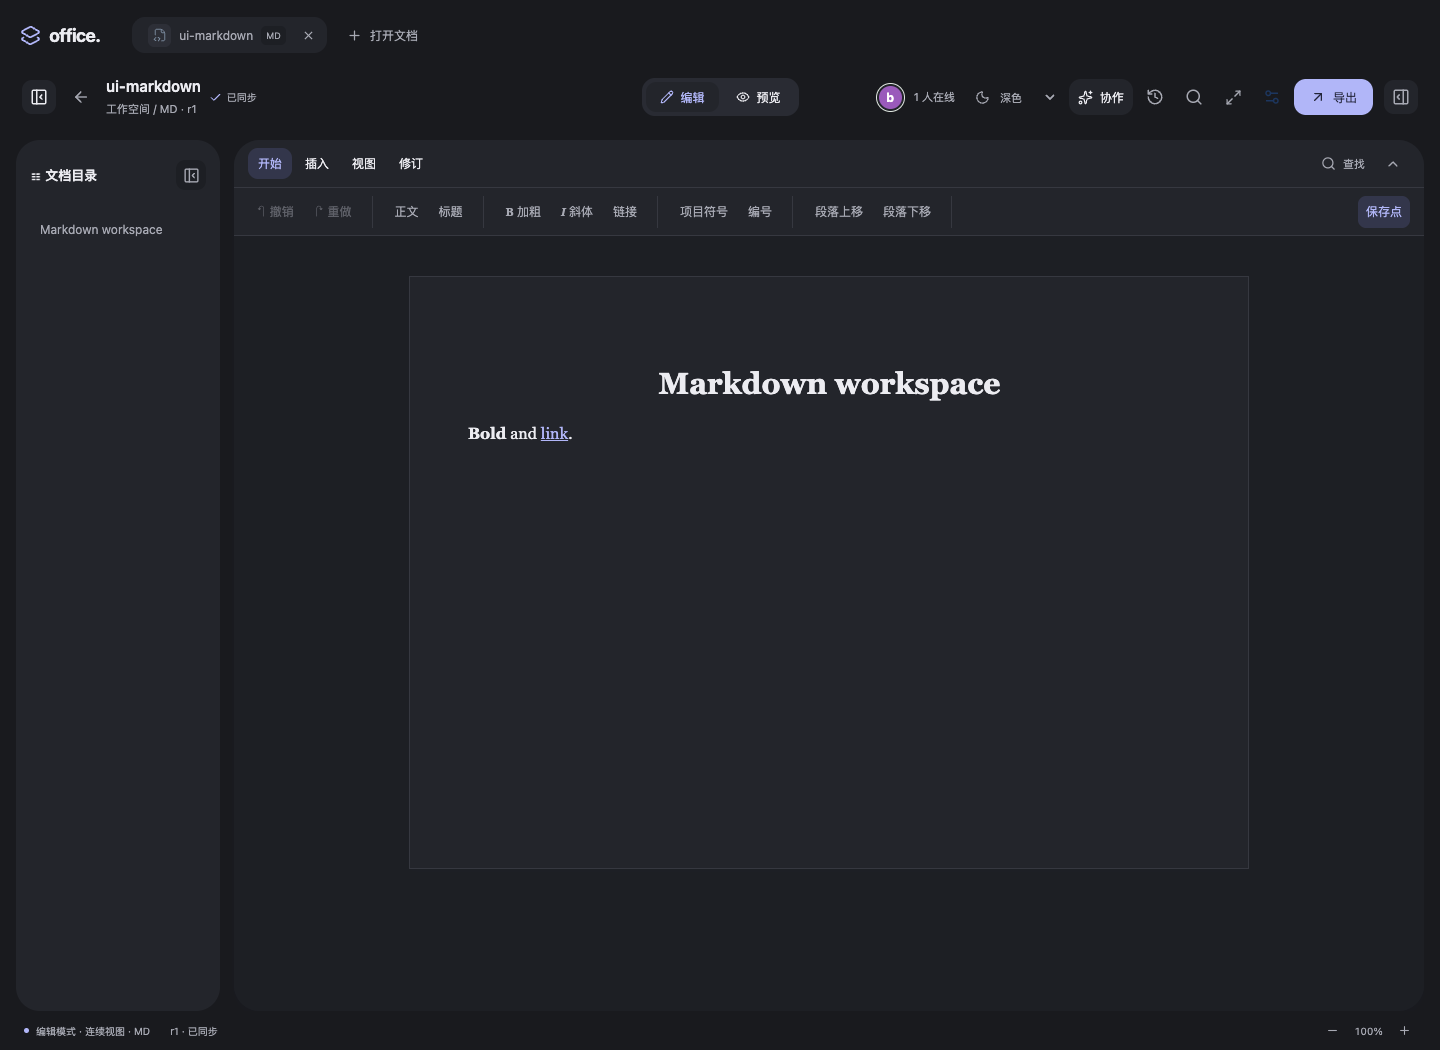 office.
ui-markdown MD
打开文档
ui-markdown
已同步
工作空间 / MD · r1
编辑 预览
b 1 人在线 深色 协作 导出
文档目录
Markdown workspace
开始 插入 视图 修订 查找
撤销 重做 正文 标题 B 加粗 I 斜体 链接 项目符号 编号 段落上移 段落下移 保存点
Markdown workspace
Bold and link.
编辑模式 · 连续视图 · MD r1 · 已同步 100%